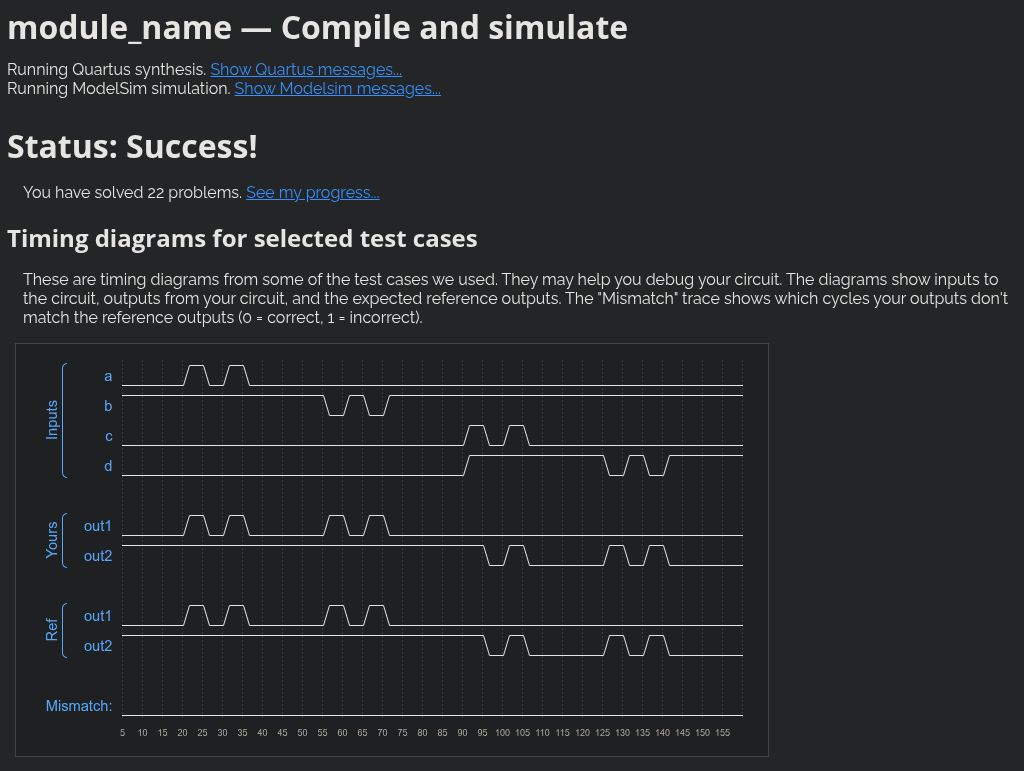 module_name — Compile and simulate
Running Quartus synthesis. Show Quartus messages...
Running ModelSim simulation. Show Modelsim messages...
Status: Success!
You have solved 22 problems. See my progress...
Timing diagrams for selected test cases
These are timing diagrams from some of the test cases we used. They may help you debug your circuit. The diagrams show inputs to
the circuit, outputs from your circuit, and the expected reference outputs. The "Mismatch" trace shows which cycles your outputs don't
match the reference outputs (0 = correct, 1 = incorrect).
Inputs
a
b
c
d
Yours
out1
out2
Ref
out1
out2
Mismatch:
5 10 15 20 25 30 35 40 45 50 55 60 65 70 75 80 85 90 95 100 105 110 115 120 125 130 135 140 145 150 155